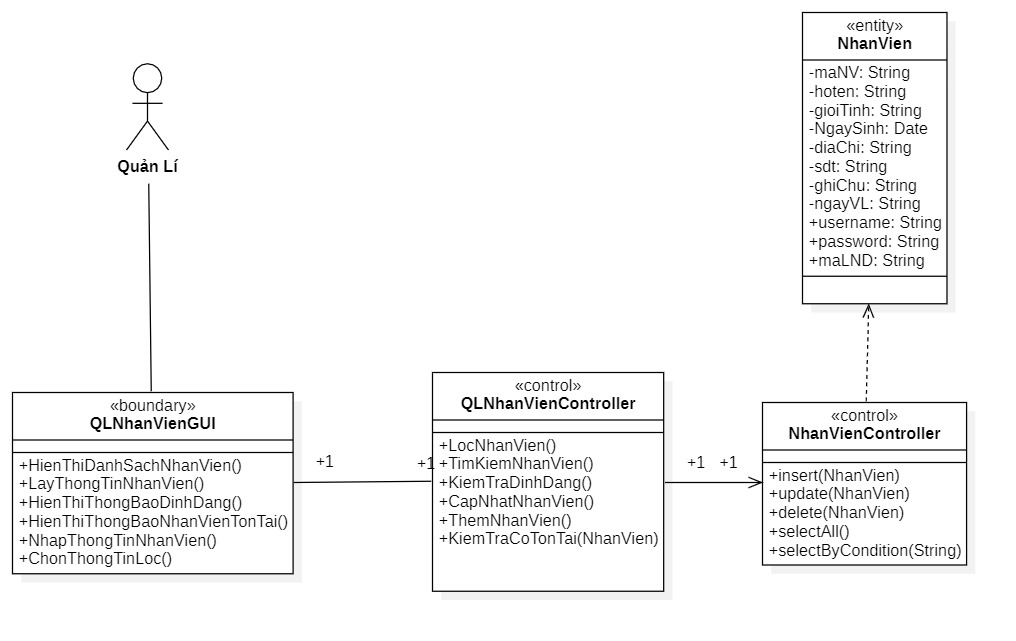 «entity»
NhanVien
-maNV: String
-hoten: String
-gioiTinh: String
-NgaySinh: Date
-diaChi: String
-sdt: String
-ghiChu: String
-ngayVL: String
+username: String
+password: String
+maLND: String
Quản Lí
«boundary»
QLNhanVienGUI
+HienThiDanhSachNhanVien()
+LayThongTinNhanVien()
+HienThiThongBaoDinhDang()
+HienThiThongBaoNhanVienTonTai()
+NhapThongTinNhanVien()
+ChonThongTinLoc()
+1
+1
«control»
QLNhanVienController
+LocNhanVien()
+TimKiemNhanVien()
+KiemTraDinhDang()
+CapNhatNhanVien()
+ThemNhanVien()
+KiemTraCoTonTai(NhanVien)
+1
+1
«control»
NhanVienController
+insert(NhanVien)
+update(NhanVien)
+delete(NhanVien)
+selectAll()
+selectByCondition(String)